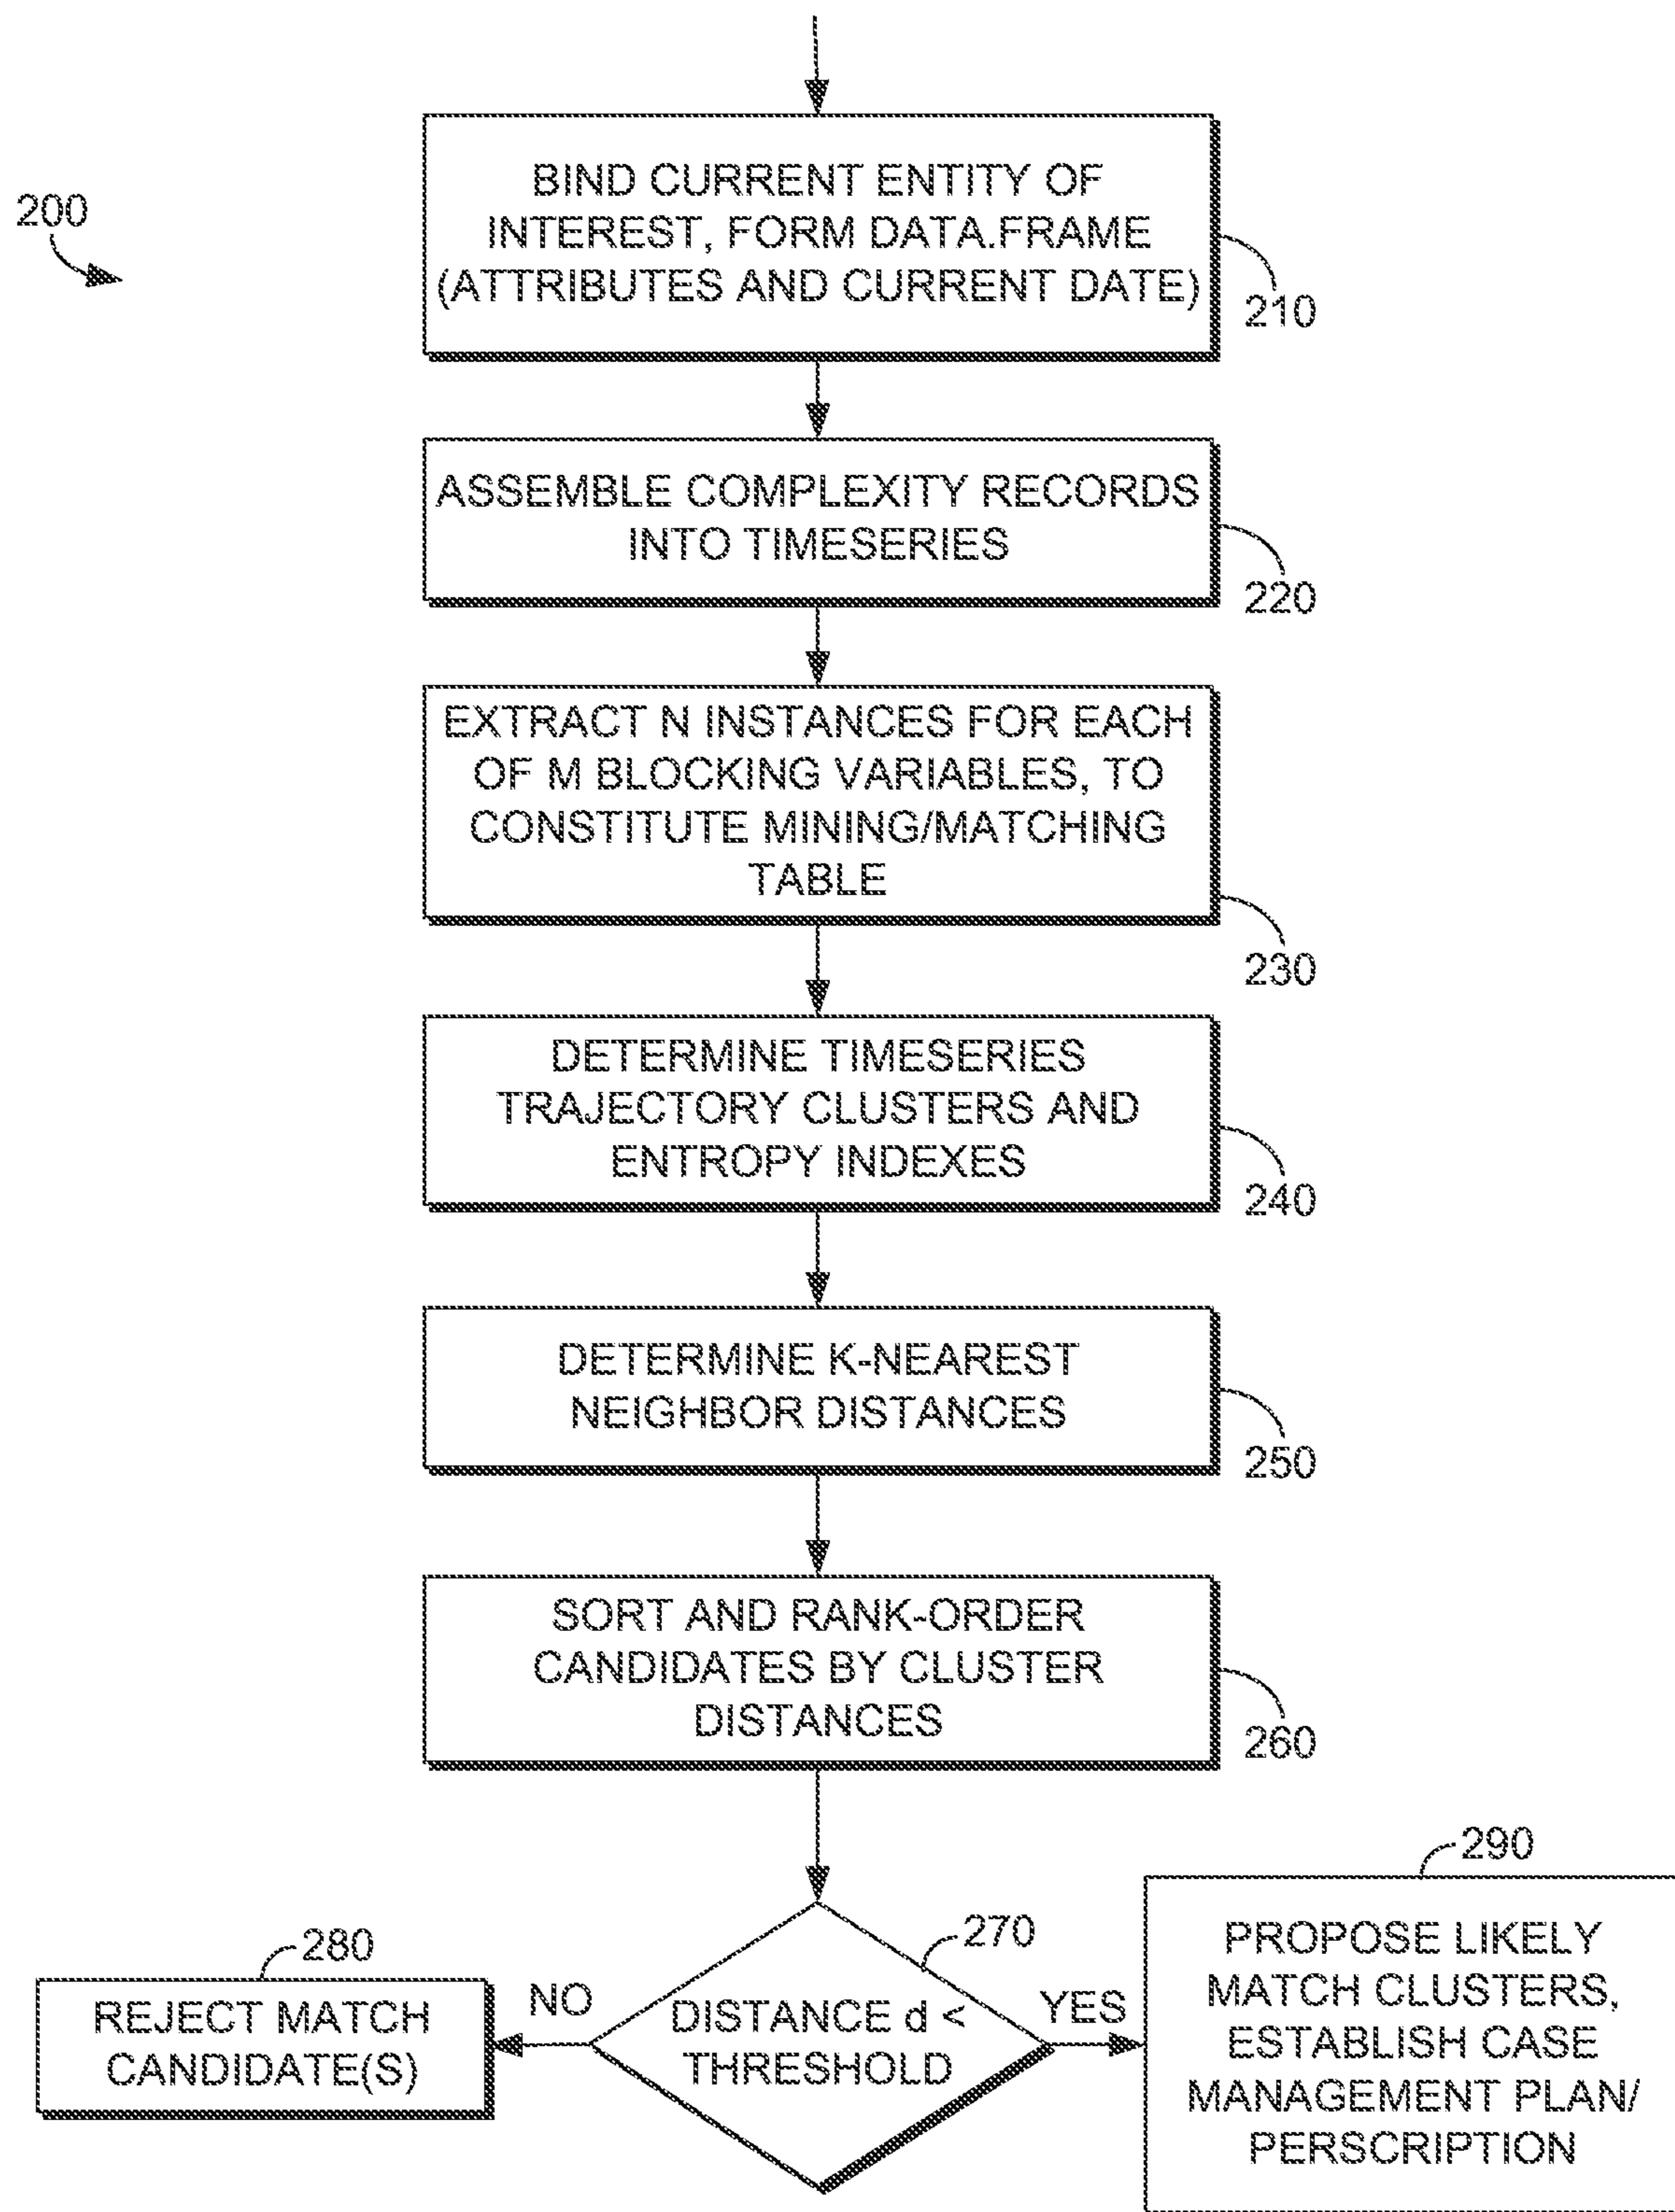 200
BIND CURRENT ENTITY OF
INTEREST, FORM DATA.FRAME
(ATTRIBUTES AND CURRENT DATE)
210
ASSEMBLE COMPLEXITY RECORDS
INTO TIMESERIES
220
EXTRACT N INSTANCES FOR EACH
OF M BLOCKING VARIABLES, TO
CONSTITUTE MINING/MATCHING
TABLE
230
DETERMINE TIMESERIES
TRAJECTORY CLUSTERS AND
ENTROPY INDEXES
240
DETERMINE K-NEAREST
NEIGHBOR DISTANCES
250
SORT AND RANK-ORDER
CANDIDATES BY CLUSTER
DISTANCES
260
270
DISTANCE d <
THRESHOLD
NO
280
REJECT MATCH
CANDIDATE(S)
YES
290
PROPOSE LIKELY
MATCH CLUSTERS,
ESTABLISH CASE
MANAGEMENT PLAN/
PERSCRIPTION